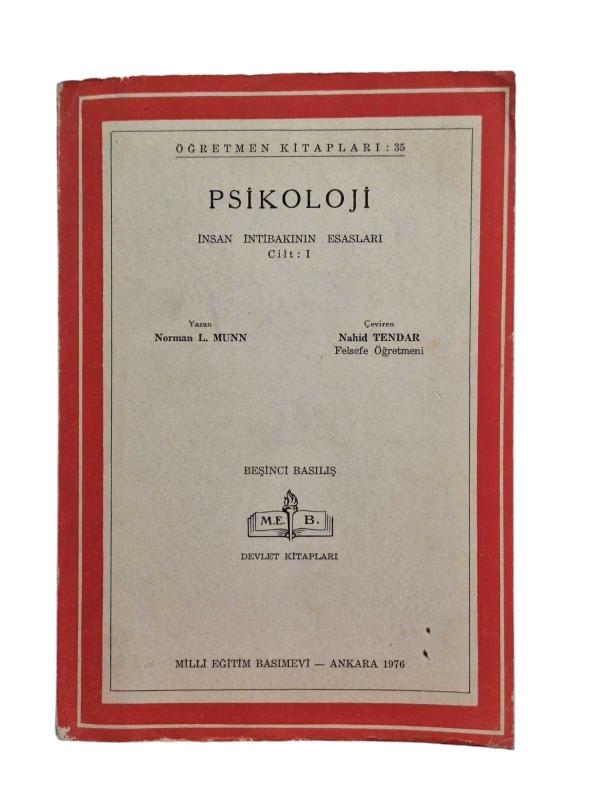 ÖĞRETMEN KİTAPLARI : 35
PSİKOLOJİ
İNSAN İNTİBAKININ ESASLARI
Cilt : I
Yazan
Norman L. MUNN
Çeviren
Nahid TENDAR
Felsefe Öğretmeni
BEŞİNCİ BASILIŞ
M.E. B.
DEVLET KİTAPLARI
MİLLİ EĞİTİM BASIMEVİ — ANKARA 1976